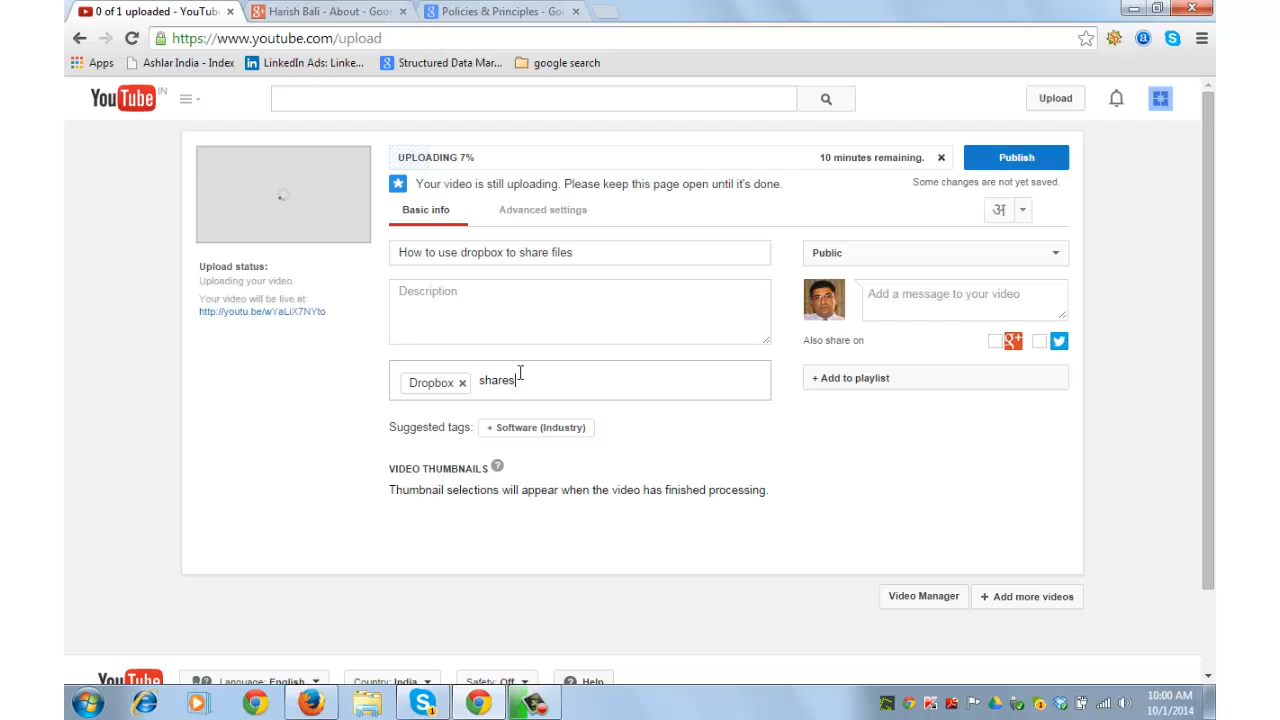 0 of 1 uploaded - YouTub
Harish Bali - About - Goo
Policies & Principles - Go
https://www.youtube.com/upload
Apps
Ashlar India - Index
LinkedIn Ads: Linke...
Structured Data Mar...
google search
YouTube IN
Upload
UPLOADING 7%
10 minutes remaining.
Publish
Your video is still uploading. Please keep this page open until it's done.
Some changes are not yet saved.
Basic info
Advanced settings
अ
How to use dropbox to share files
Public
Upload status:
Uploading your video.
Your video will be live at:
http://youtu.be/wYaLiX7NYto
Description
Add a message to your video
Also share on
Dropbox
shares
+ Add to playlist
Suggested tags:
+ Software (Industry)
VIDEO THUMBNAILS ?
Thumbnail selections will appear when the video has finished processing.
Video Manager
+ Add more videos
YouTube
Language: English
Country: India
Safety: Off
Help
10:00 AM
10/1/2014